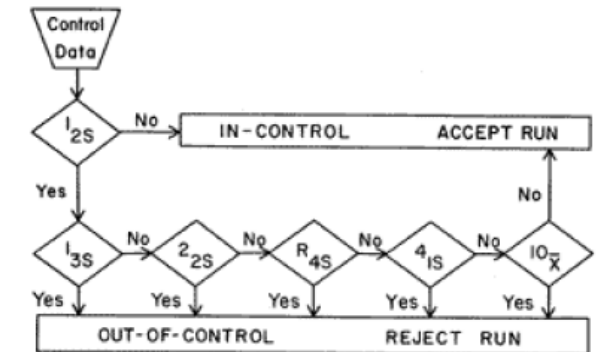 Control
Data
1 2S
No
IN-CONTROL ACCEPT RUN
Yes
No
1 3S
No
2 2S
No
R 4S
No
4 1S
No
10 x̄
Yes
Yes
Yes
Yes
Yes
OUT-OF-CONTROL REJECT RUN